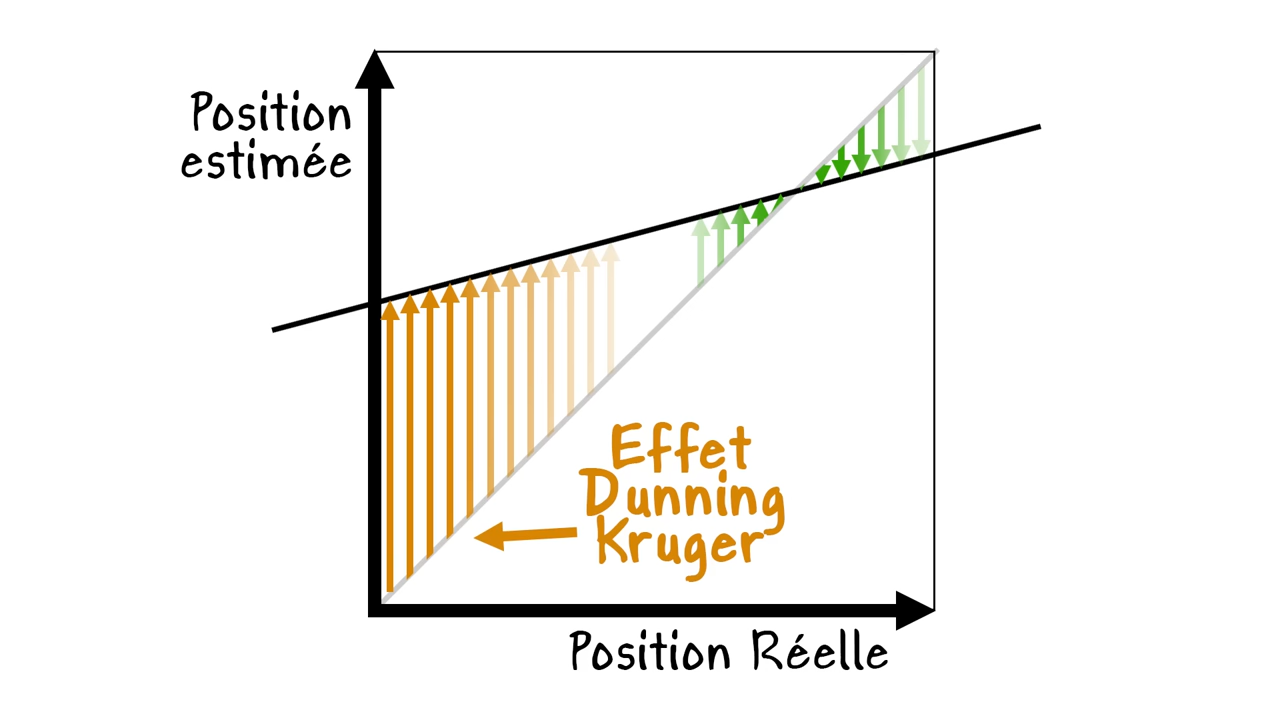 Position
estimée
Effet
Dunning
Kruger
Position Réelle